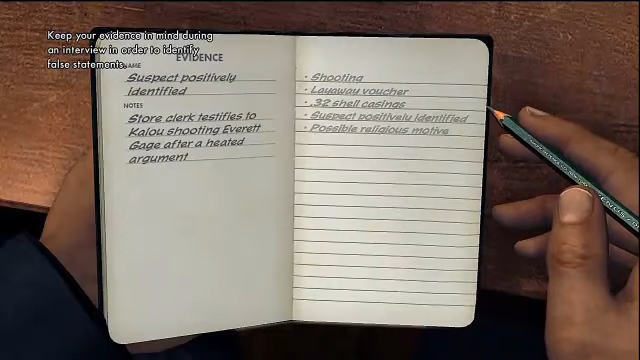 Keep your evidence in mind during
an interview in order to identify
false statements.
EVIDENCE
NAME
Suspect positively
identified
NOTES
Store clerk testifies to
Kalou shooting Everett
Gage after a heated
argument
· Shooting
· Layaway voucher
· .32 shell casings
· Suspect positively identified
· Possible religious motive